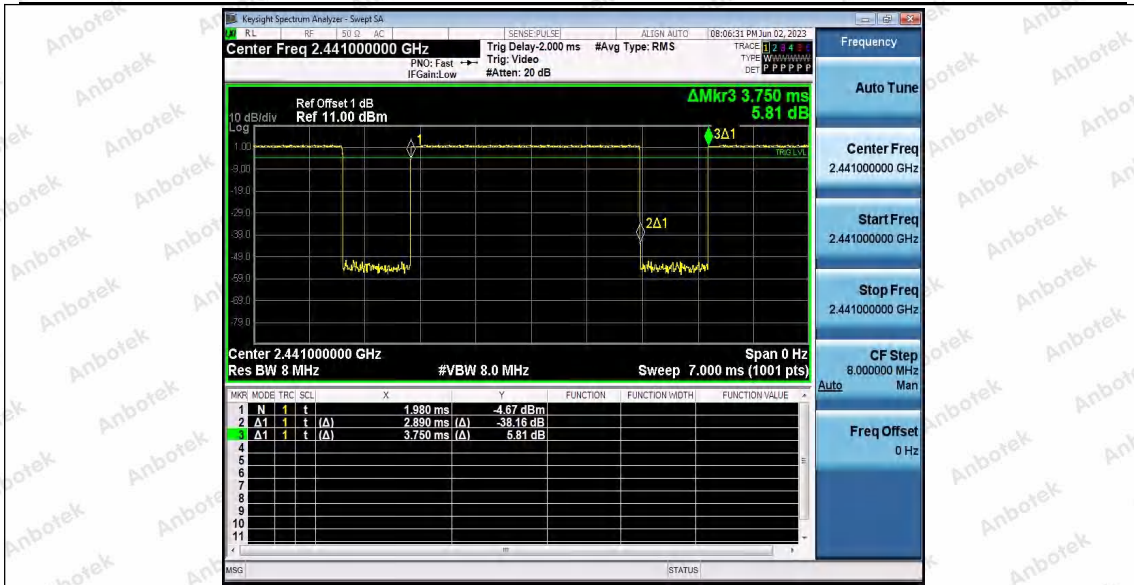 Keysight Spectrum Analyzer - Swept SA
RL RF 50 Ω AC SENSE:PULSE ALIGN AUTO 08:06:31 PM Jun 02, 2023
Center Freq 2.441000000 GHz
PNO: Fast
IFGain:Low
Trig Delay-2.000 ms
Trig: Video
#Atten: 20 dB
#Avg Type: RMS
TRACE 1 2 3 4 5 6
TYPE WWWWWW
DET P P P P P P
Frequency
Auto Tune
Center Freq
2.441000000 GHz
Start Freq
2.441000000 GHz
Stop Freq
2.441000000 GHz
CF Step
8.000000 MHz
Auto Man
Freq Offset
0 Hz
ΔMkr3 3.750 ms
5.81 dB
Ref Offset 1 dB
10 dB/div Ref 11.00 dBm
Log
1.00
-9.00
-19.0
-29.0
-39.0
-49.0
-59.0
-69.0
-79.0
1
3Δ1
TRIG LVL
2Δ1
Center 2.441000000 GHz Span 0 Hz
Res BW 8 MHz #VBW 8.0 MHz Sweep 7.000 ms (1001 pts)
MKR MODE TRC SCL X Y FUNCTION FUNCTION WIDTH FUNCTION VALUE
1 N 1 t 1.980 ms -4.67 dBm
2 Δ1 1 t (Δ) 2.890 ms (Δ) -38.16 dB
3 Δ1 1 t (Δ) 3.750 ms (Δ) 5.81 dB
4
5
6
7
8
9
10
11
MSG STATUS
Anbotek